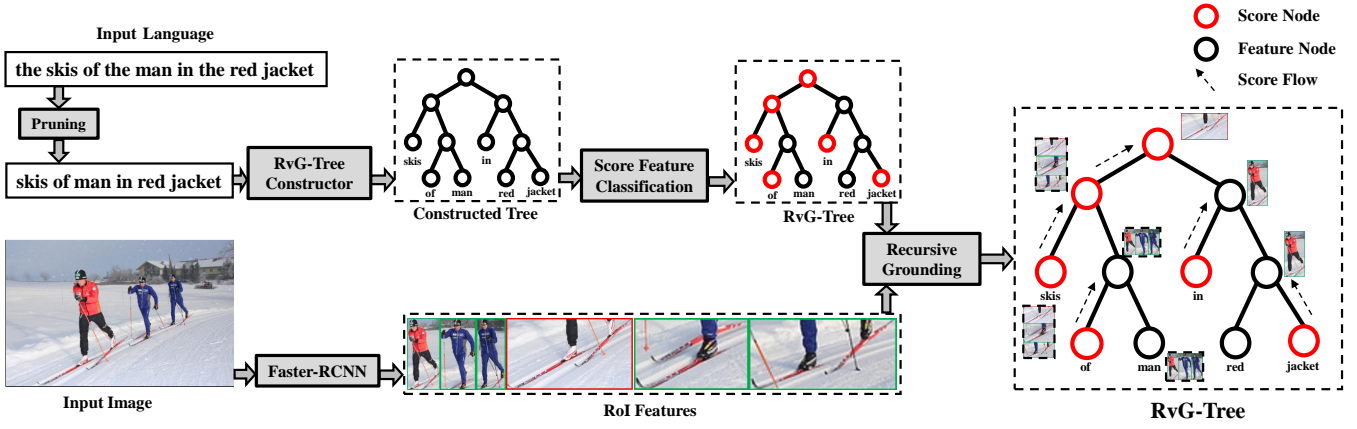 Input Language
the skis of the man in the red jacket
Pruning
skis of man in red jacket
RvG-Tree
Constructor
skis
in
of
man
red
jacket
Constructed Tree
Score Feature
Classification
skis
in
of
man
red
jacket
RvG-Tree
Input Image
Faster-RCNN
RoI Features
Recursive
Grounding
Score Node
Feature Node
Score Flow
skis
in
of
man
red
jacket
RvG-Tree